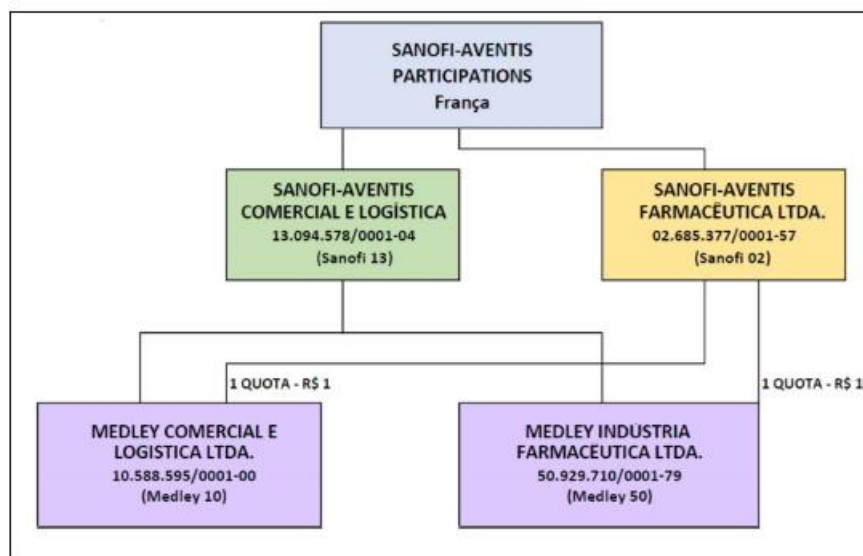 SANOFI-AVENTIS
PARTICIPATIONS
França
SANOFI-AVENTIS
COMERCIAL E LOGÍSTICA
13.094.578/0001-04
(Sanofi 13)
SANOFI-AVENTIS
FARMACÊUTICA LTDA.
02.685.377/0001-57
(Sanofi 02)
1 QUOTA - R$ 1
1 QUOTA - R$ 1
MEDLEY COMERCIAL E
LOGISTICA LTDA.
10.588.595/0001-00
(Medley 10)
MEDLEY INDÚSTRIA
FARMACÊUTICA LTDA.
50.929.710/0001-79
(Medley 50)